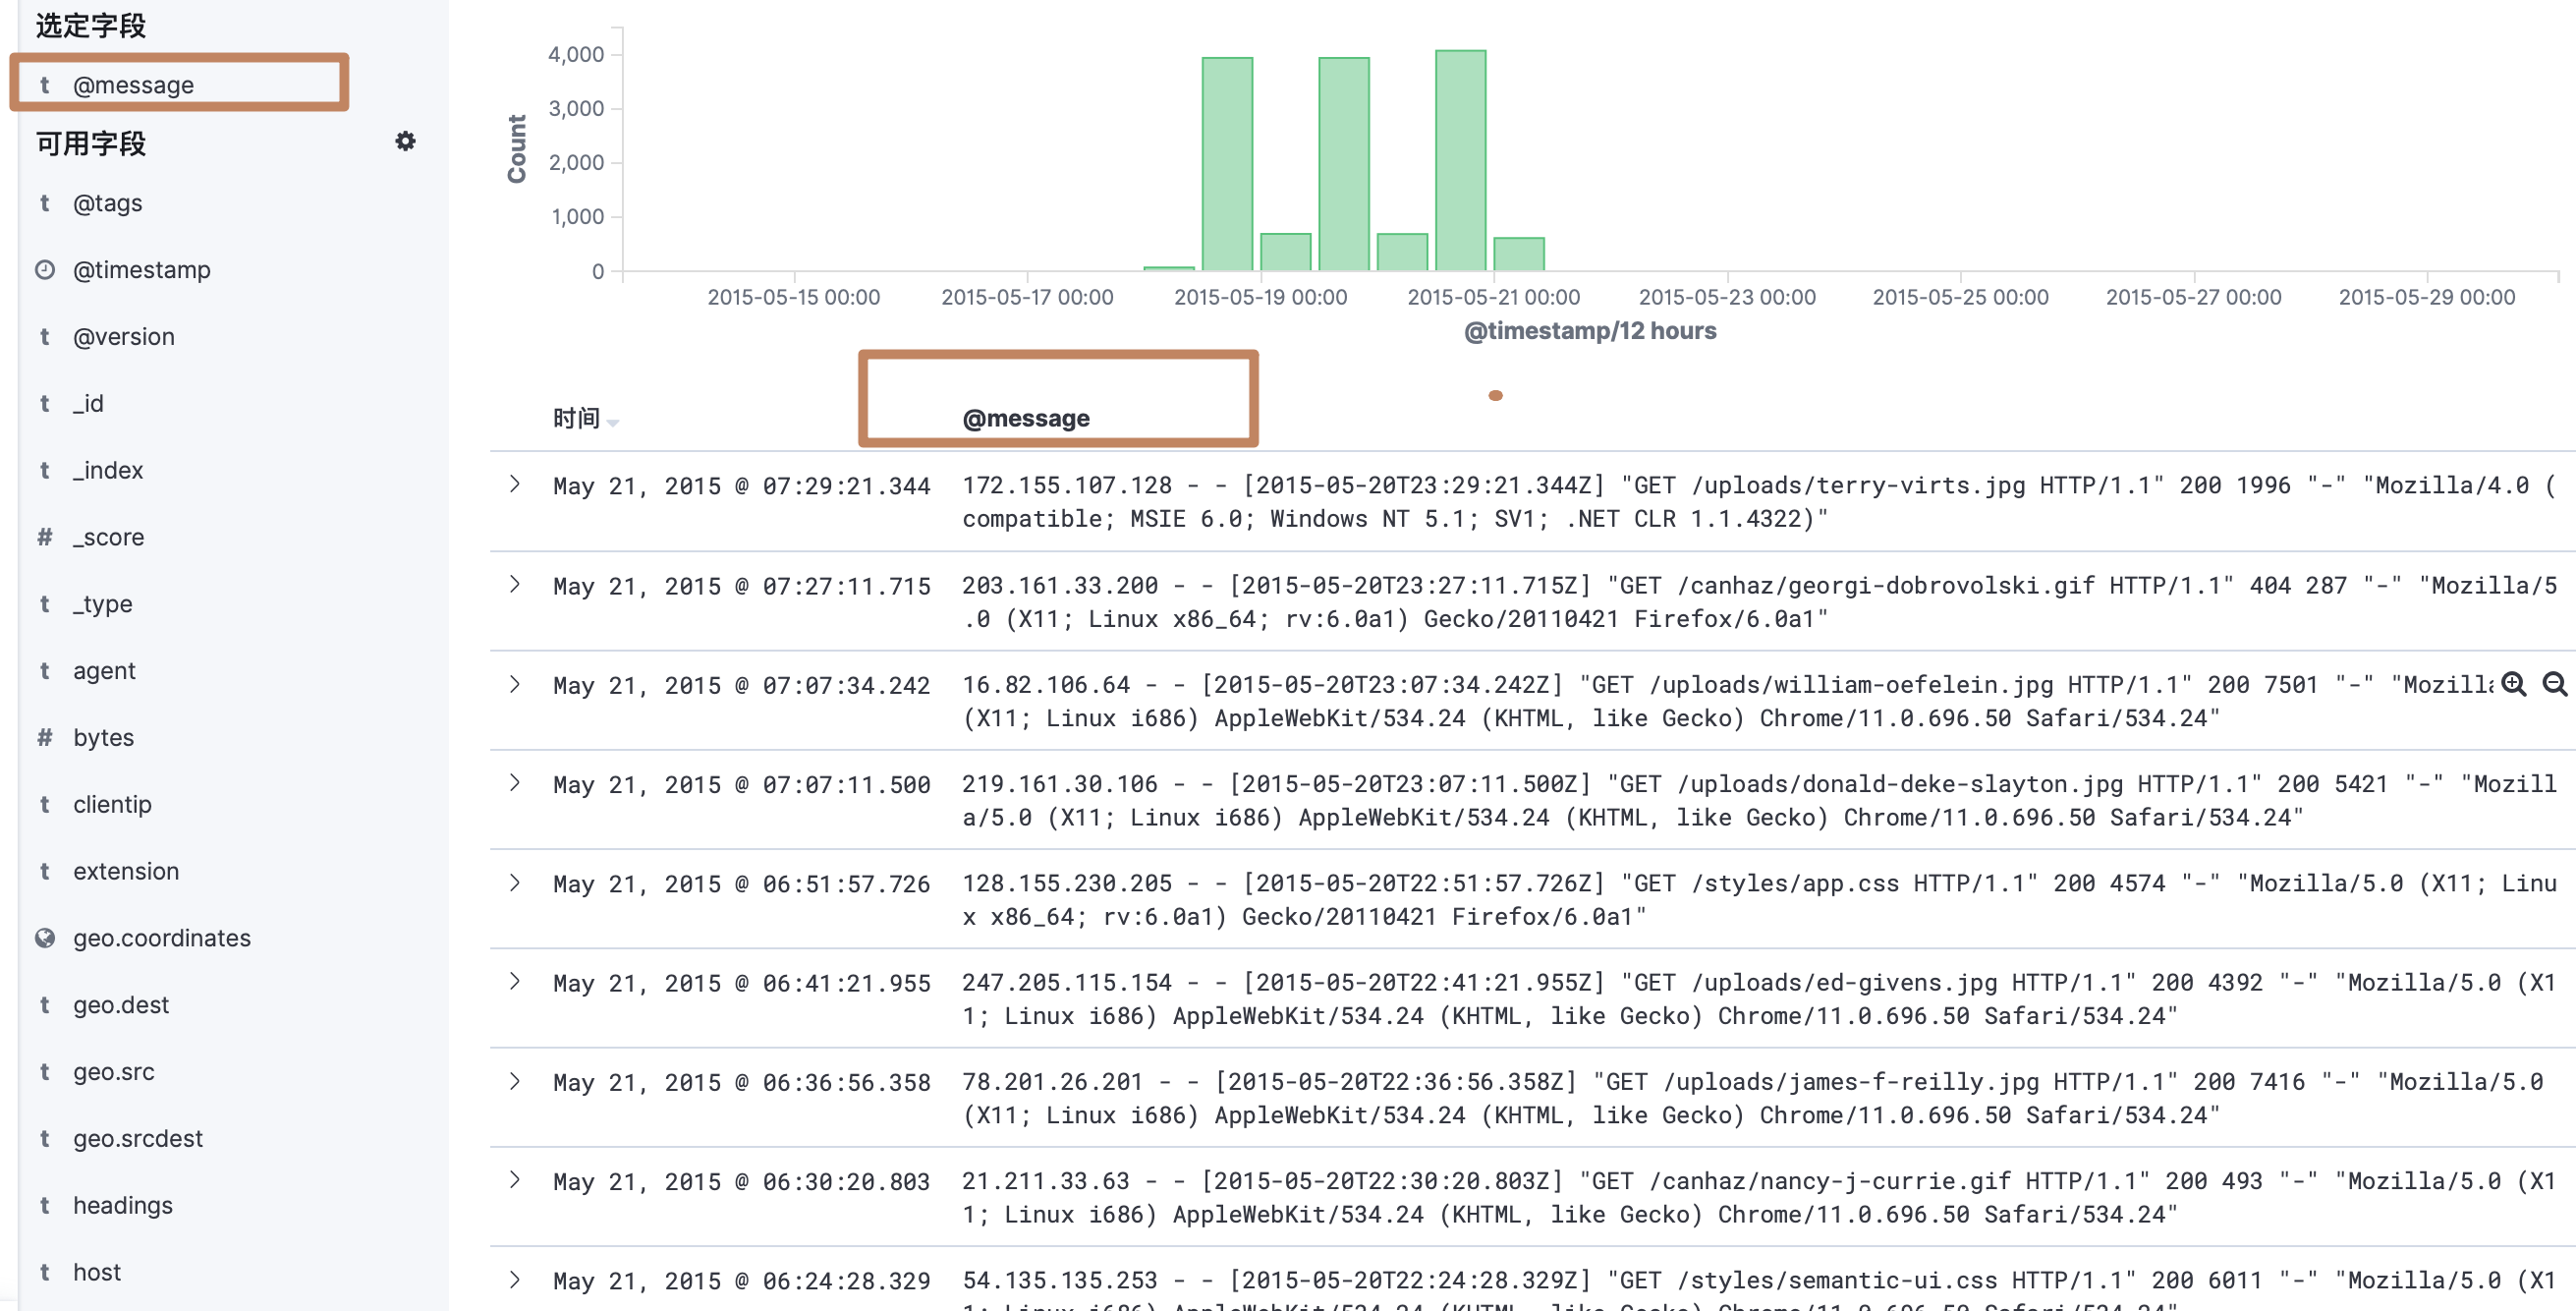 选定字段
t @message
可用字段
t @tags
@timestamp
t @version
t _id
t _index
# _score
t _type
t agent
# bytes
t clientip
t extension
geo.coordinates
t geo.dest
t geo.src
t geo.srcdest
t headings
t host
Count
4,000
3,000
2,000
1,000
0
2015-05-15 00:00 2015-05-17 00:00 2015-05-19 00:00 2015-05-21 00:00 2015-05-23 00:00 2015-05-25 00:00 2015-05-27 00:00 2015-05-29 00:00
@timestamp/12 hours
时间 @message
May 21, 2015 @ 07:29:21.344 172.155.107.128 - - [2015-05-20T23:29:21.344Z] "GET /uploads/terry-virts.jpg HTTP/1.1" 200 1996 "-" "Mozilla/4.0 (
compatible; MSIE 6.0; Windows NT 5.1; SV1; .NET CLR 1.1.4322)"
May 21, 2015 @ 07:27:11.715 203.161.33.200 - - [2015-05-20T23:27:11.715Z] "GET /canhaz/georgi-dobrovolski.gif HTTP/1.1" 404 287 "-" "Mozilla/5
.0 (X11; Linux x86_64; rv:6.0a1) Gecko/20110421 Firefox/6.0a1"
May 21, 2015 @ 07:07:34.242 16.82.106.64 - - [2015-05-20T23:07:34.242Z] "GET /uploads/william-oefelein.jpg HTTP/1.1" 200 7501 "-" "Mozill
(X11; Linux i686) AppleWebKit/534.24 (KHTML, like Gecko) Chrome/11.0.696.50 Safari/534.24"
May 21, 2015 @ 07:07:11.500 219.161.30.106 - - [2015-05-20T23:07:11.500Z] "GET /uploads/donald-deke-slayton.jpg HTTP/1.1" 200 5421 "-" "Mozill
a/5.0 (X11; Linux i686) AppleWebKit/534.24 (KHTML, like Gecko) Chrome/11.0.696.50 Safari/534.24"
May 21, 2015 @ 06:51:57.726 128.155.230.205 - - [2015-05-20T22:51:57.726Z] "GET /styles/app.css HTTP/1.1" 200 4574 "-" "Mozilla/5.0 (X11; Linu
x x86_64; rv:6.0a1) Gecko/20110421 Firefox/6.0a1"
May 21, 2015 @ 06:41:21.955 247.205.115.154 - - [2015-05-20T22:41:21.955Z] "GET /uploads/ed-givens.jpg HTTP/1.1" 200 4392 "-" "Mozilla/5.0 (X1
1; Linux i686) AppleWebKit/534.24 (KHTML, like Gecko) Chrome/11.0.696.50 Safari/534.24"
May 21, 2015 @ 06:36:56.358 78.201.26.201 - - [2015-05-20T22:36:56.358Z] "GET /uploads/james-f-reilly.jpg HTTP/1.1" 200 7416 "-" "Mozilla/5.0
(X11; Linux i686) AppleWebKit/534.24 (KHTML, like Gecko) Chrome/11.0.696.50 Safari/534.24"
May 21, 2015 @ 06:30:20.803 21.211.33.63 - - [2015-05-20T22:30:20.803Z] "GET /canhaz/nancy-j-currie.gif HTTP/1.1" 200 493 "-" "Mozilla/5.0 (X1
1; Linux i686) AppleWebKit/534.24 (KHTML, like Gecko) Chrome/11.0.696.50 Safari/534.24"
May 21, 2015 @ 06:24:28.329 54.135.135.253 - - [2015-05-20T22:24:28.329Z] "GET /styles/semantic-ui.css HTTP/1.1" 200 6011 "-" "Mozilla/5.0 (X1